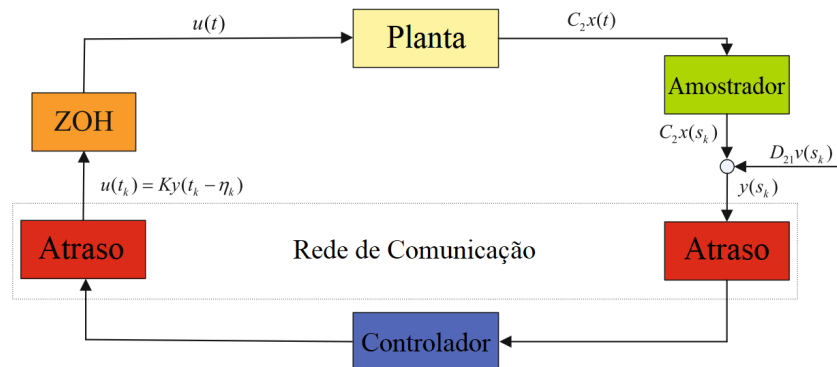 u(t)
Planta
C₂x(t)
Amostrador
ZOH
C₂x(sₖ)
D₂₁v(sₖ)
u(tₖ) = Ky(tₖ − ηₖ)
y(sₖ)
Atraso
Rede de Comunicação
Atraso
Controlador